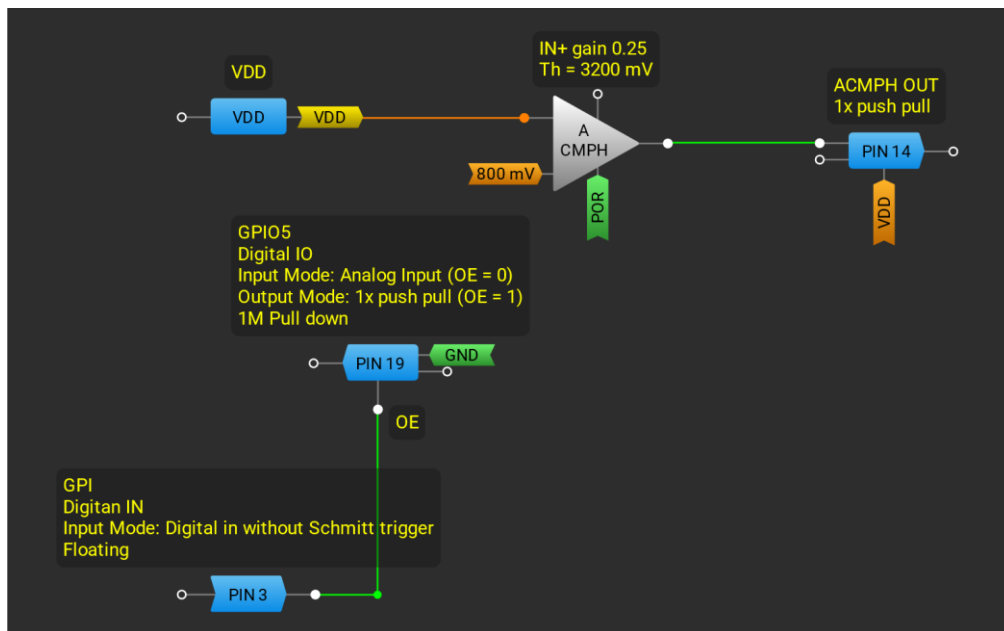 VDD
VDD
VDD
IN+ gain 0.25
Th = 3200 mV
A
CMPH
800 mV
POR
ACMPH OUT
1x push pull
PIN 14
VDD
GPIO5
Digital IO
Input Mode: Analog Input (OE = 0)
Output Mode: 1x push pull (OE = 1)
1M Pull down
PIN 19
GND
OE
GPI
Digitan IN
Input Mode: Digital in without Schmitt trigger
Floating
PIN 3